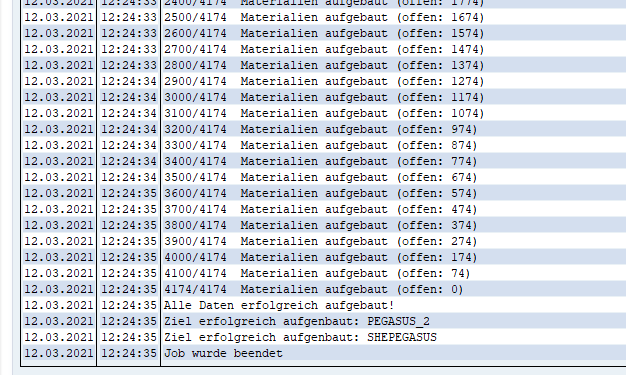 12.03.2021 12:24:33 2400/4174 Materialien aufgebaut (offen: 1774)
12.03.2021 12:24:33 2500/4174 Materialien aufgebaut (offen: 1674)
12.03.2021 12:24:33 2600/4174 Materialien aufgebaut (offen: 1574)
12.03.2021 12:24:33 2700/4174 Materialien aufgebaut (offen: 1474)
12.03.2021 12:24:33 2800/4174 Materialien aufgebaut (offen: 1374)
12.03.2021 12:24:34 2900/4174 Materialien aufgebaut (offen: 1274)
12.03.2021 12:24:34 3000/4174 Materialien aufgebaut (offen: 1174)
12.03.2021 12:24:34 3100/4174 Materialien aufgebaut (offen: 1074)
12.03.2021 12:24:34 3200/4174 Materialien aufgebaut (offen: 974)
12.03.2021 12:24:34 3300/4174 Materialien aufgebaut (offen: 874)
12.03.2021 12:24:34 3400/4174 Materialien aufgebaut (offen: 774)
12.03.2021 12:24:34 3500/4174 Materialien aufgebaut (offen: 674)
12.03.2021 12:24:35 3600/4174 Materialien aufgebaut (offen: 574)
12.03.2021 12:24:35 3700/4174 Materialien aufgebaut (offen: 474)
12.03.2021 12:24:35 3800/4174 Materialien aufgebaut (offen: 374)
12.03.2021 12:24:35 3900/4174 Materialien aufgebaut (offen: 274)
12.03.2021 12:24:35 4000/4174 Materialien aufgebaut (offen: 174)
12.03.2021 12:24:35 4100/4174 Materialien aufgebaut (offen: 74)
12.03.2021 12:24:35 4174/4174 Materialien aufgebaut (offen: 0)
12.03.2021 12:24:35 Alle Daten erfolgreich aufgebaut!
12.03.2021 12:24:35 Ziel erfolgreich aufgenbaut: PEGASUS_2
12.03.2021 12:24:35 Ziel erfolgreich aufgenbaut: SHEPEGASUS
12.03.2021 12:24:35 Job wurde beendet